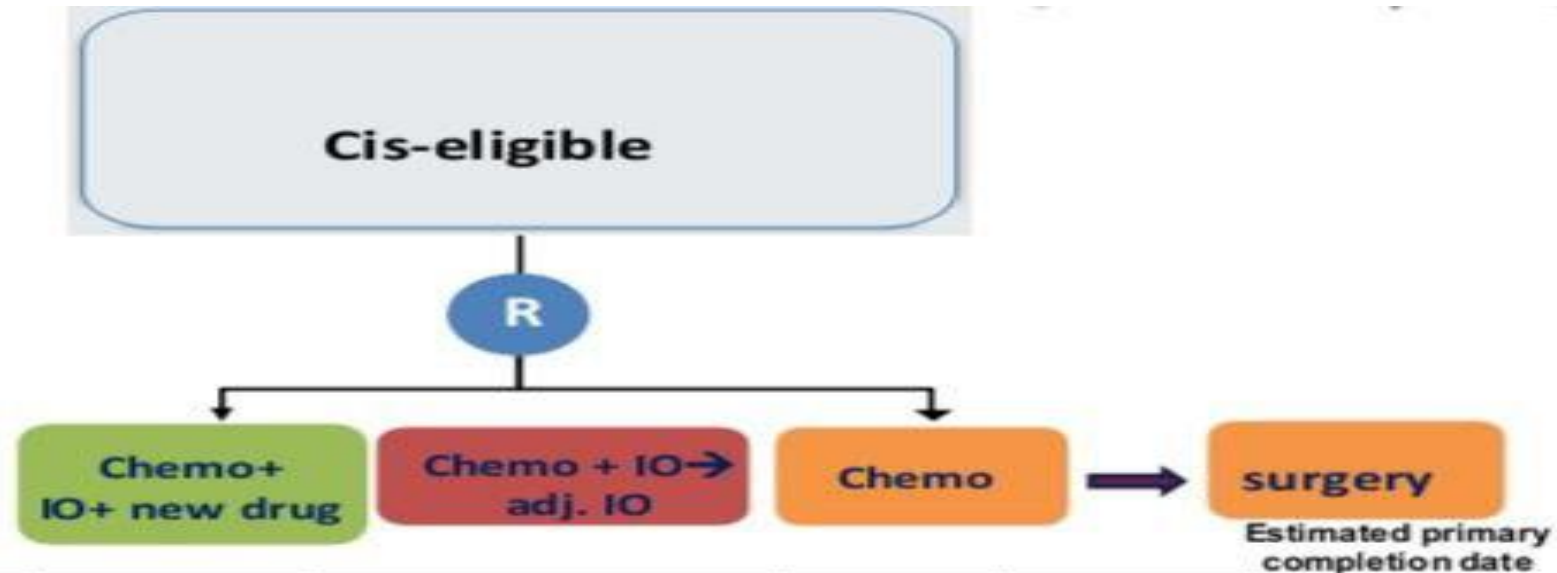 Cis-eligible
R
Chemo+
IO+ new drug
Chemo + IO→
adj. IO
Chemo
surgery
Estimated primary
completion date